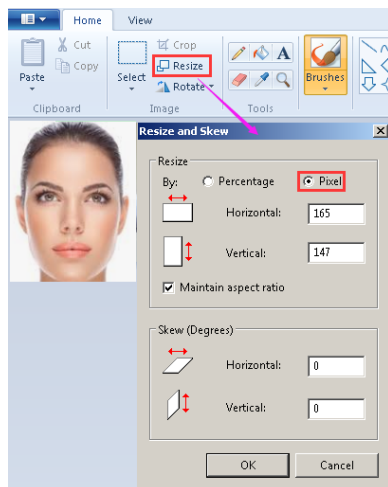 Home View
Cut
Copy
Paste
Clipboard
Select
Crop
Resize
Rotate
Image
A
Tools
Brushes
Resize and Skew
Resize
By: Percentage Pixel
Horizontal: 165
Vertical: 147
Maintain aspect ratio
Skew (Degrees)
Horizontal: 0
Vertical: 0
OK Cancel